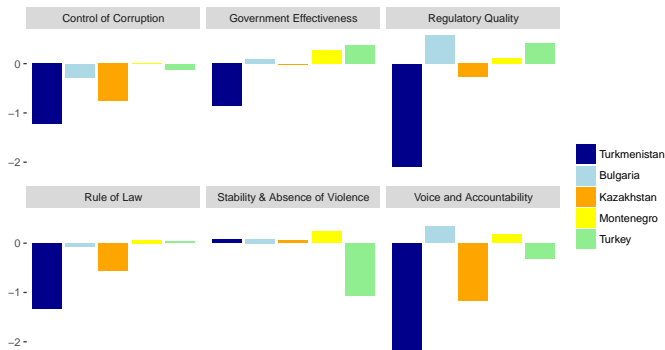 Control of Corruption
Government Effectiveness
Regulatory Quality
0
−1
−2
Rule of Law
Stability & Absence of Violence
Voice and Accountability
0
−1
−2
Turkmenistan
Bulgaria
Kazakhstan
Montenegro
Turkey